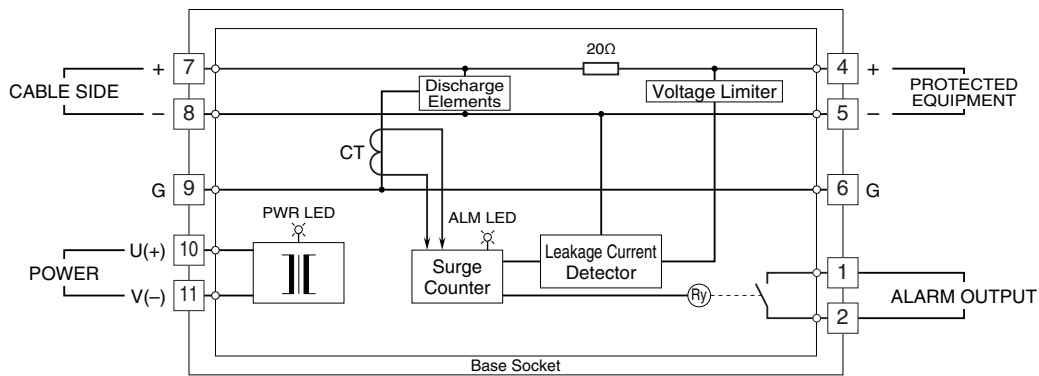 20Ω
+ 7
4 +
CABLE SIDE
Discharge
Elements
Voltage Limiter
PROTECTED
EQUIPMENT
− 8
5 −
CT
G 9
6 G
PWR LED
ALM LED
U(+) 10
POWER
V(−) 11
Surge
Counter
Leakage Current
Detector
Ry
1
ALARM OUTPUT
2
Base Socket